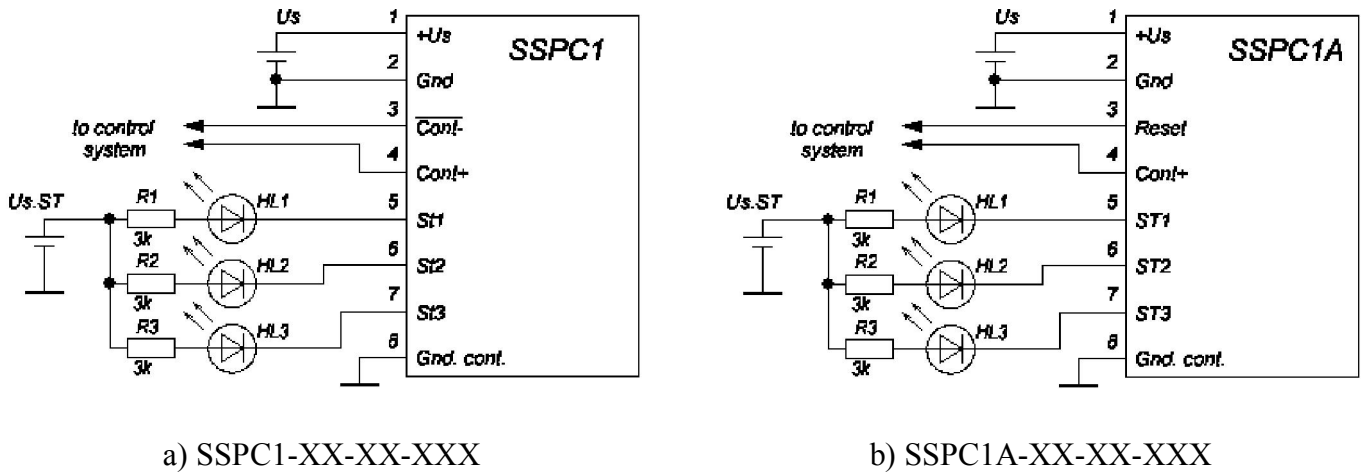 Us
1
+Us
SSPC1
2
Gnd
3
to control
system
Cont-
4
Cont+
Us.ST
R1
HL1
5
St1
3k
R2
HL2
6
St2
3k
R3
HL3
7
St3
3k
8
Gnd. cont.
a) SSPC1-XX-XX-XXX
Us
1
+Us
SSPC1A
2
Gnd
3
to control
system
Reset
4
Cont+
Us.ST
R1
HL1
5
ST1
3k
R2
HL2
6
ST2
3k
R3
HL3
7
ST3
3k
8
Gnd. cont.
b) SSPC1A-XX-XX-XXX